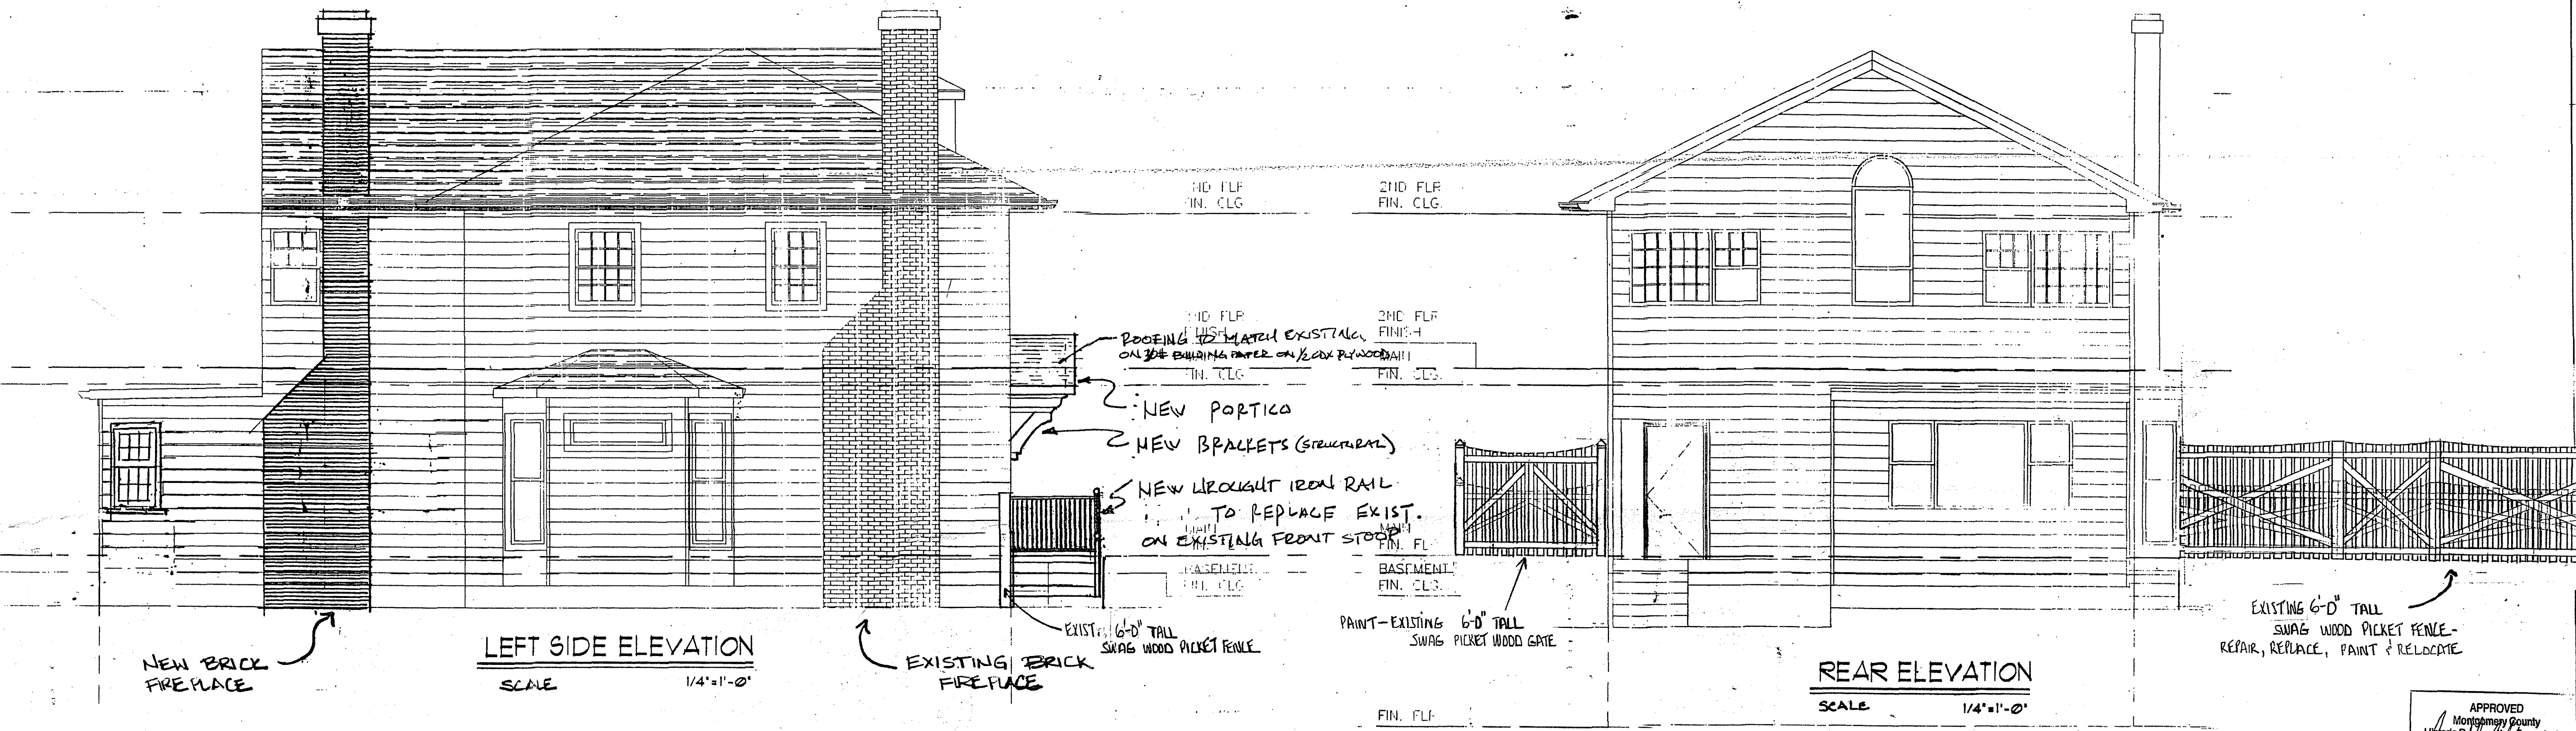 2ND FLR
FIN. CLG.
2ND FLR
FINISH
FIN. CLG.
ROOFING TO MATCH EXISTING
ON 30# BUILDING PAPER ON 1/2 CDX PLYWOOD
NEW PORTICO
NEW BRACKETS (STRUCTURAL)
NEW WROUGHT IRON RAIL
TO REPLACE EXIST.
ON EXISTING FRONT STOOP
MAIN
FIN. FL
BASEMENT
FIN. CLG.
FIN. FLR
EXIST. 6'-0" TALL
SWAG WOOD PICKET FENCE
NEW BRICK
FIREPLACE
LEFT SIDE ELEVATION
SCALE 1/4"=1'-0"
EXISTING BRICK
FIREPLACE
PAINT-EXISTING 6'-0" TALL
SWAG PICKET WOOD GATE
REAR ELEVATION
SCALE 1/4"=1'-0"
EXISTING 6'-0" TALL
SWAG WOOD PICKET FENCE-
REPAIR, REPLACE, PAINT & RELOCATE
APPROVED
Montgomery County